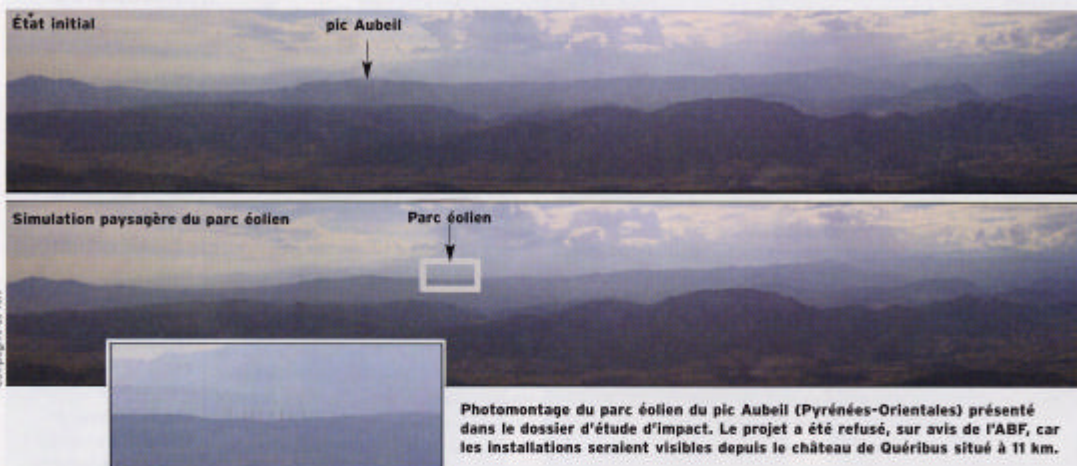 État initial
pic Aubeil
Simulation paysagère du parc éolien
Parc éolien
Photomontage du parc éolien du pic Aubeil (Pyrénées-Orientales) présenté
dans le dossier d'étude d'impact. Le projet a été refusé, sur avis de l'ABF, car
les installations seraient visibles depuis le château de Quéribus situé à 11 km.